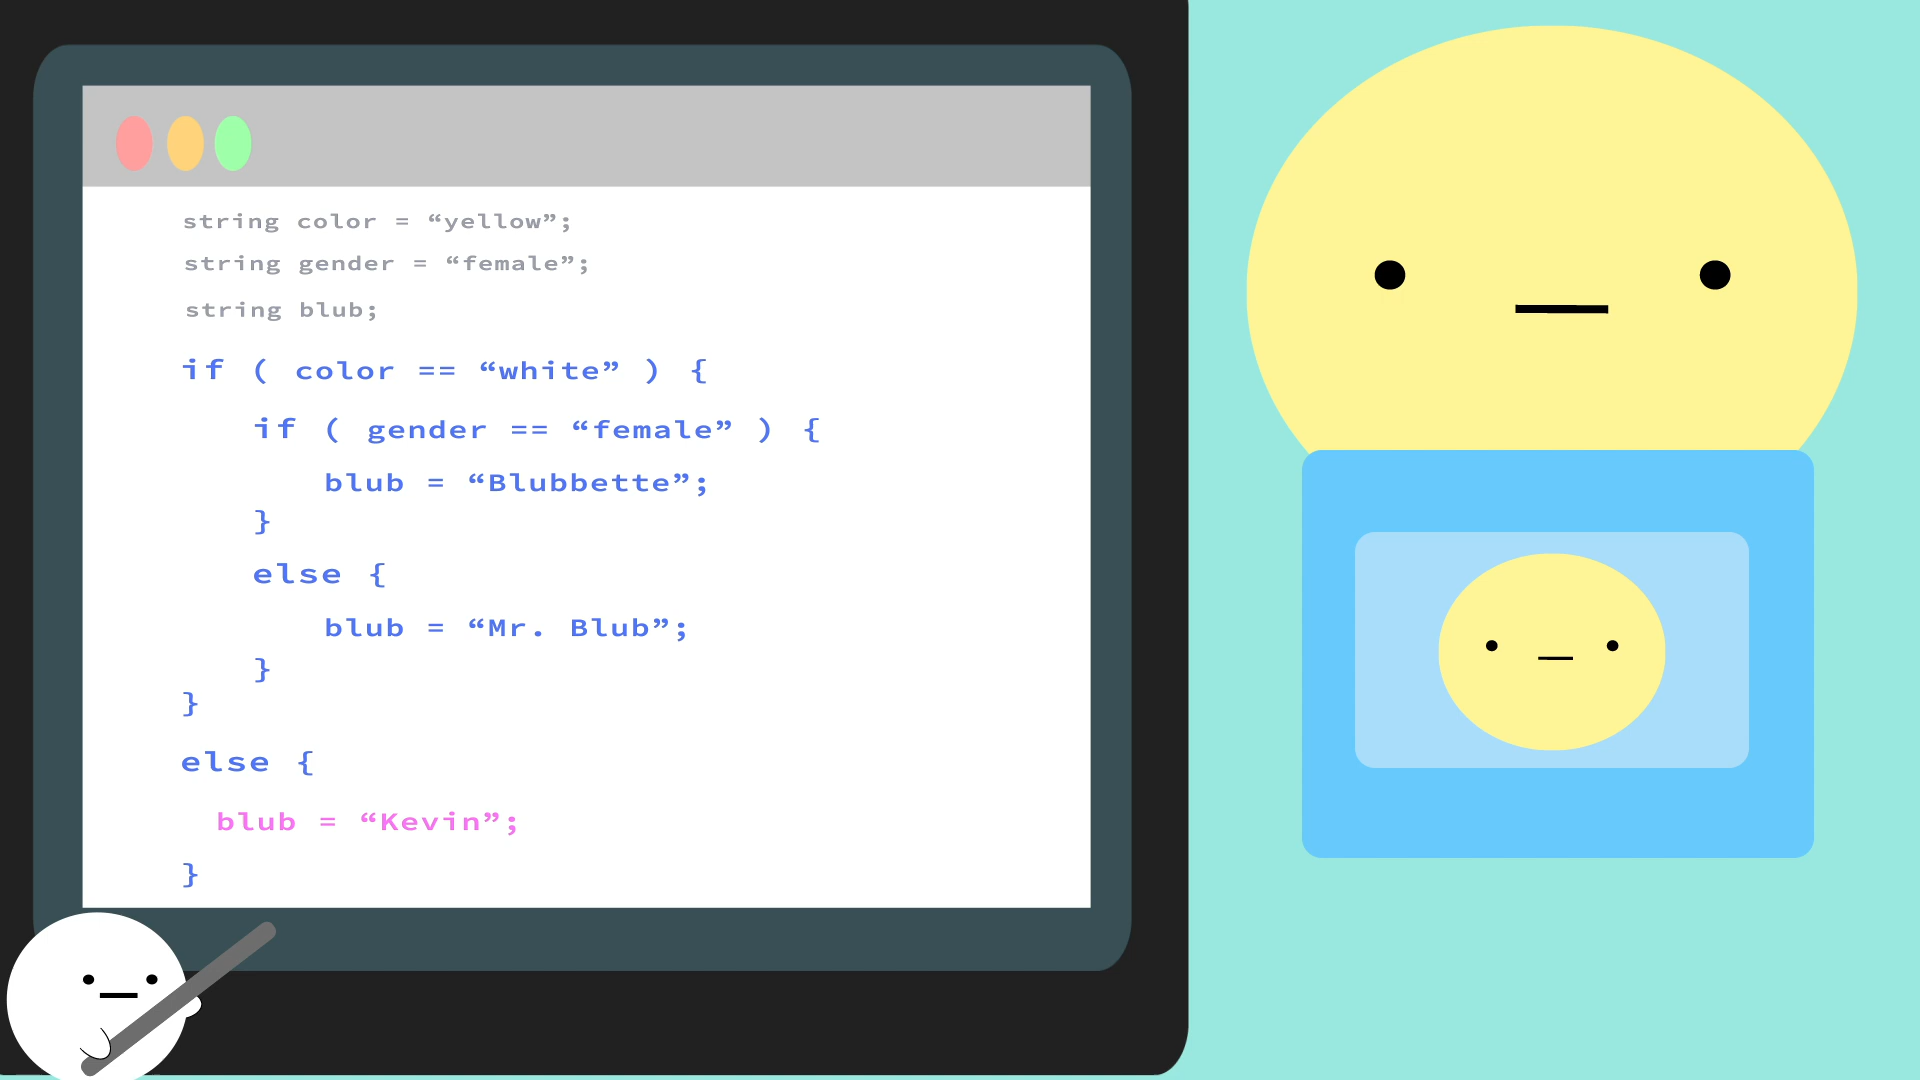 string color = “yellow”;
string gender = “female”;
string blub;
if ( color == “white” ) {
if ( gender == “female” ) {
blub = “Blubbette”;
}
else {
blub = “Mr. Blub”;
}
}
else {
blub = “Kevin”;
}